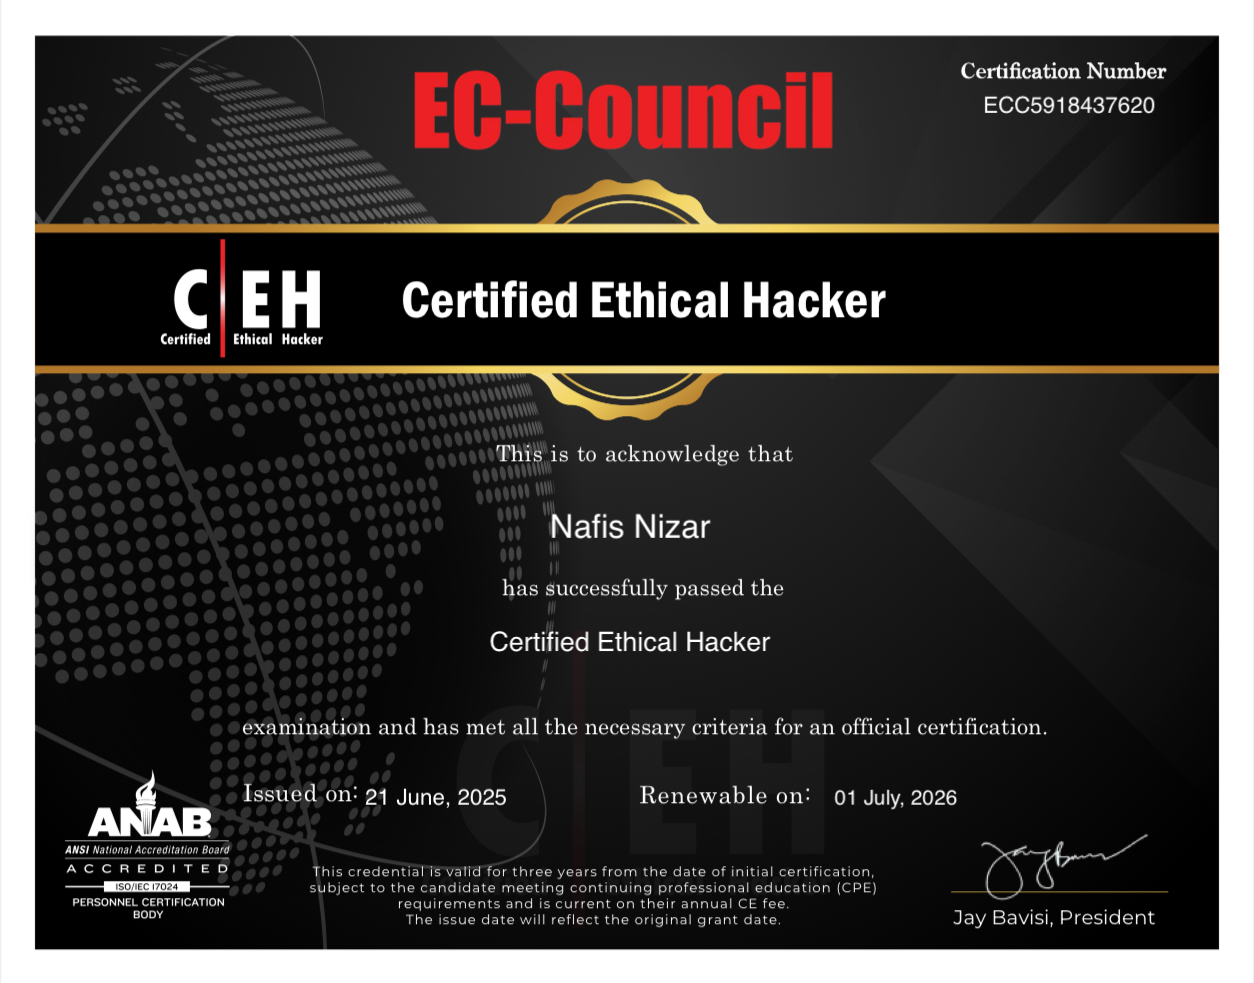 EC-Council
Certification Number
ECC5918437620
C EH
Certified Ethical Hacker
Certified Ethical Hacker
This is to acknowledge that
Nafis Nizar
has successfully passed the
Certified Ethical Hacker
examination and has met all the necessary criteria for an official certification.
C EH
Issued on: 21 June, 2025
Renewable on: 01 July, 2026
ANAB
ANSI National Accreditation Board
ACCREDITED
ISO/IEC 17024
PERSONNEL CERTIFICATION
BODY
This credential is valid for three years from the date of initial certification,
subject to the candidate meeting continuing professional education (CPE)
requirements and is current on their annual CE fee.
The issue date will reflect the original grant date.
Jay Bavisi, President